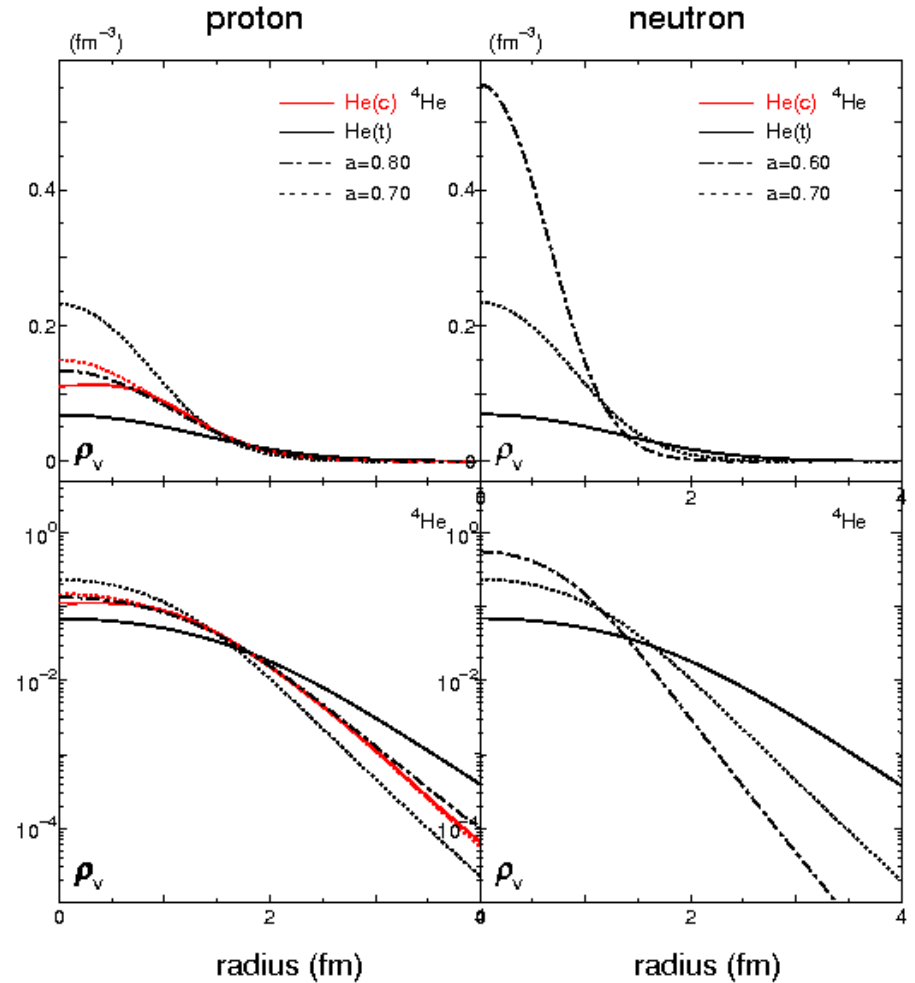 proton
neutron
(fm⁻³)
He(c) ⁴He
He(t)
a=0.80
a=0.70
He(c) ⁴He
He(t)
a=0.60
a=0.70
0.4
0.2
0
0.4
0.2
0
ρv
ρv
0 2 4
⁴He
⁴He
10⁰
10⁻²
10⁻⁴
10⁰
10⁻²
10⁻⁴
ρv
ρv
0 2 4
0 2 4
radius (fm)
radius (fm)